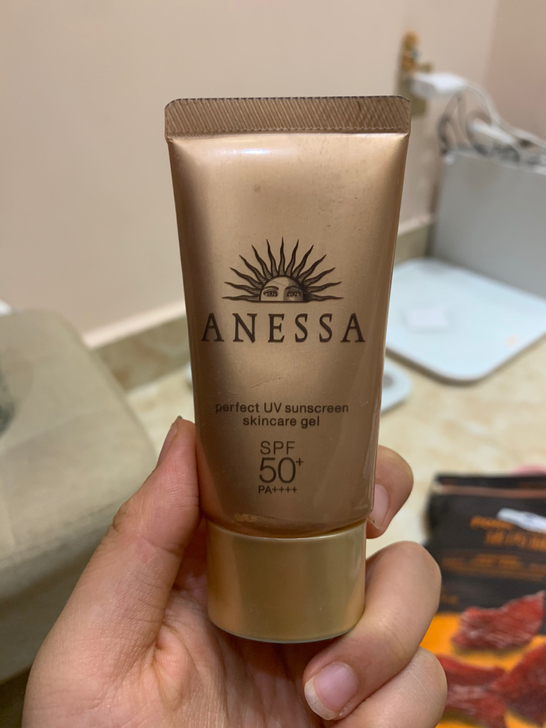 ANESSA
perfect UV sunscreen
skincare gel
SPF
50+
PA++++